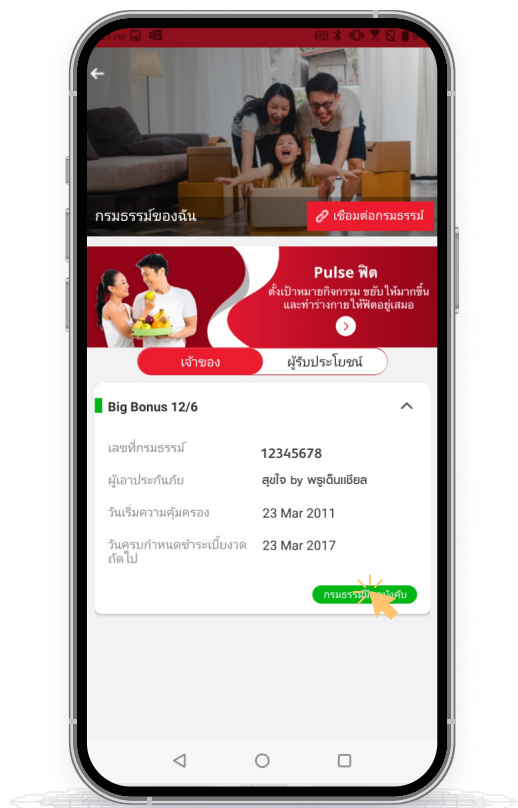 PM
กรมธรรม์ของฉัน
เชื่อมต่อกรมธรรม์
Pulse ฟิต
ตั้งเป้าหมายกิจกรรม ขยับให้มากขึ้น
และทำร่างกายให้ฟิตอยู่เสมอ
เจ้าของ ผู้รับประโยชน์
Big Bonus 12/6
เลขที่กรมธรรม์ 12345678
ผู้เอาประกันภัย สุขใจ by พรูเด็นเชียล
วันเริ่มความคุ้มครอง 23 Mar 2011
วันครบกำหนดชำระเบี้ยงวด 23 Mar 2017
ถัดไป